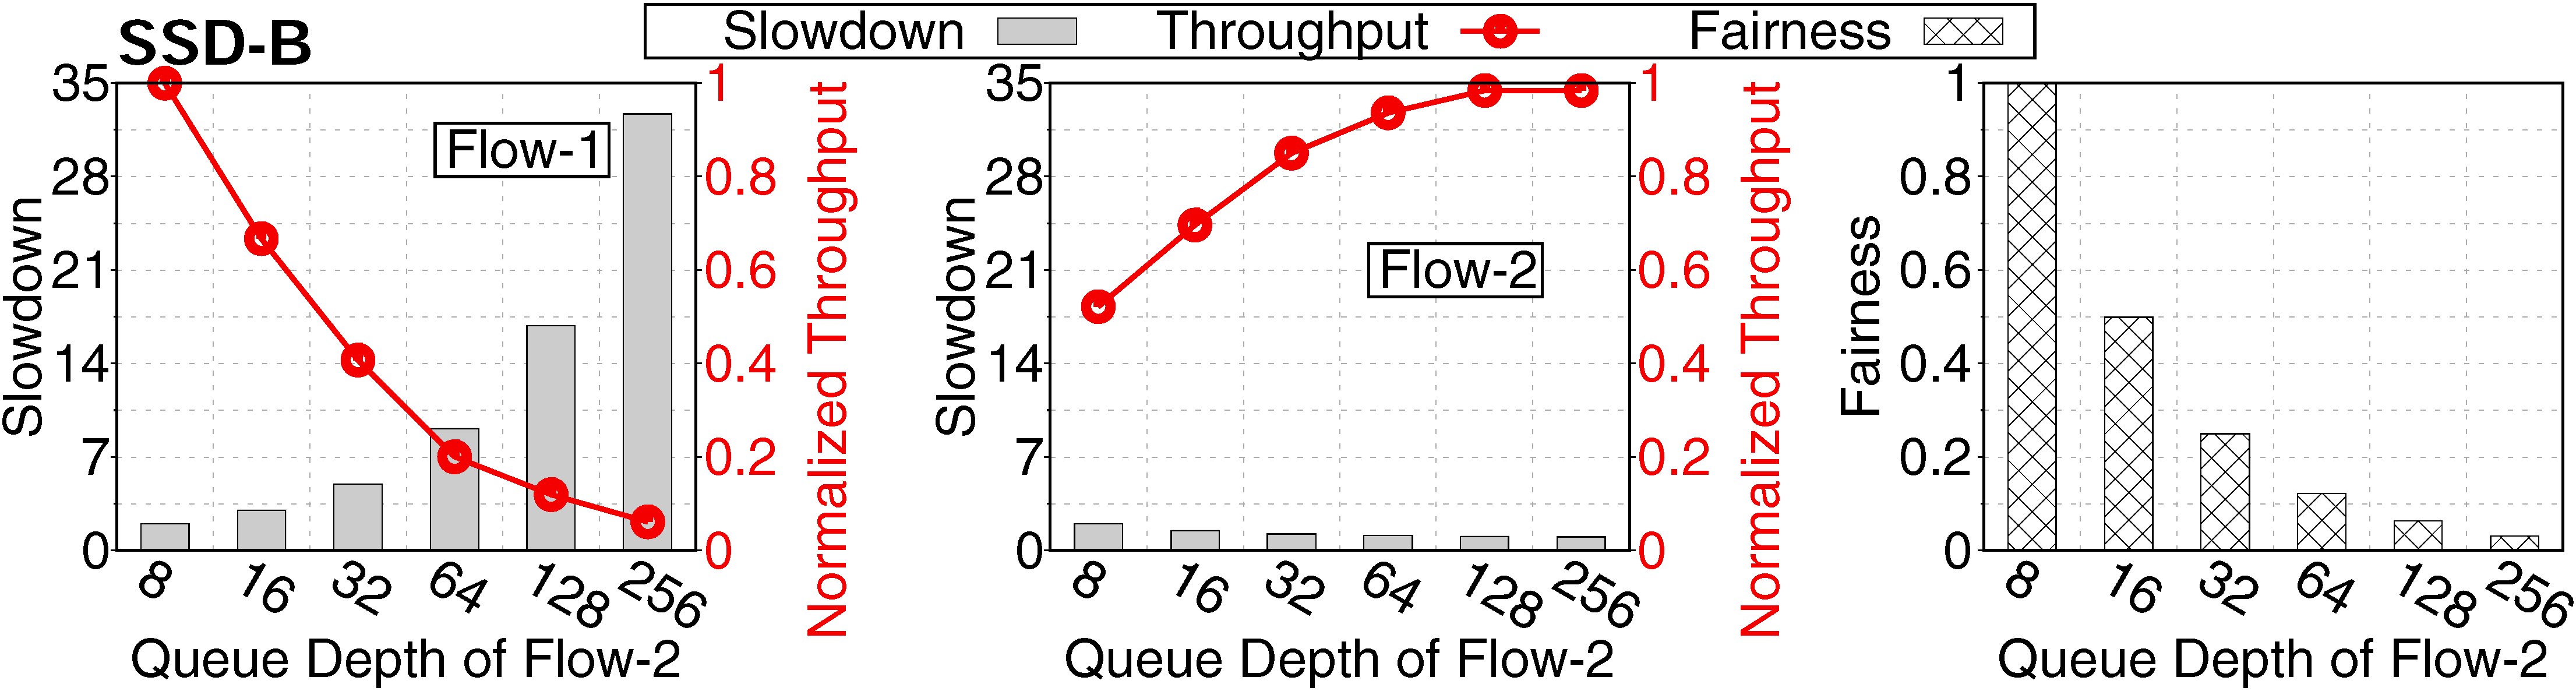 SSD-B
Slowdown Throughput Fairness
35
28
21
14
7
0
Slowdown
Flow-1
1
0.8
0.6
0.4
0.2
0
Normalized Throughput
8 16 32 64 128 256
Queue Depth of Flow-2
35
28
21
14
7
0
Slowdown
Flow-2
1
0.8
0.6
0.4
0.2
0
Normalized Throughput
8 16 32 64 128 256
Queue Depth of Flow-2
1
0.8
0.6
0.4
0.2
0
Fairness
8 16 32 64 128 256
Queue Depth of Flow-2